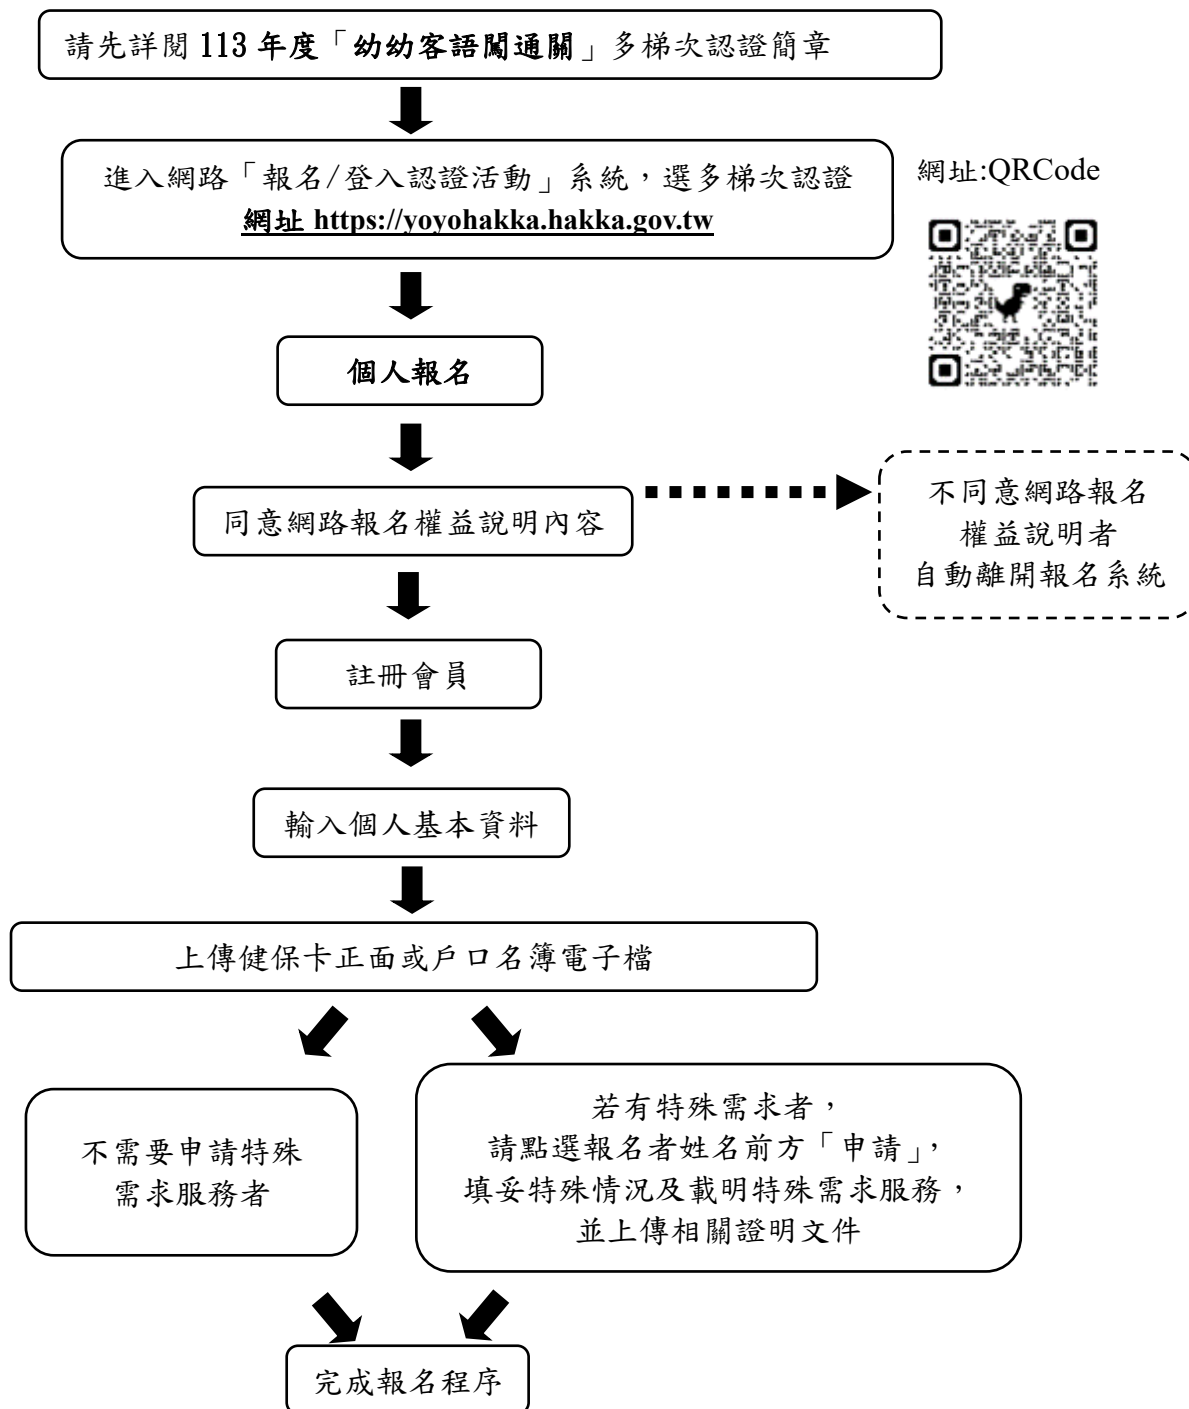 請先詳閱 113 年度「幼幼客語闖通關」多梯次認證簡章
進入網路「報名/登入認證活動」系統，選多梯次認證
網址 https://yoyohakka.hakka.gov.tw
網址:QRCode
個人報名
同意網路報名權益說明內容
不同意網路報名
權益說明者
自動離開報名系統
註冊會員
輸入個人基本資料
上傳健保卡正面或戶口名簿電子檔
不需要申請特殊
需求服務者
若有特殊需求者，
請點選報名者姓名前方「申請」，
填妥特殊情況及載明特殊需求服務，
並上傳相關證明文件
完成報名程序